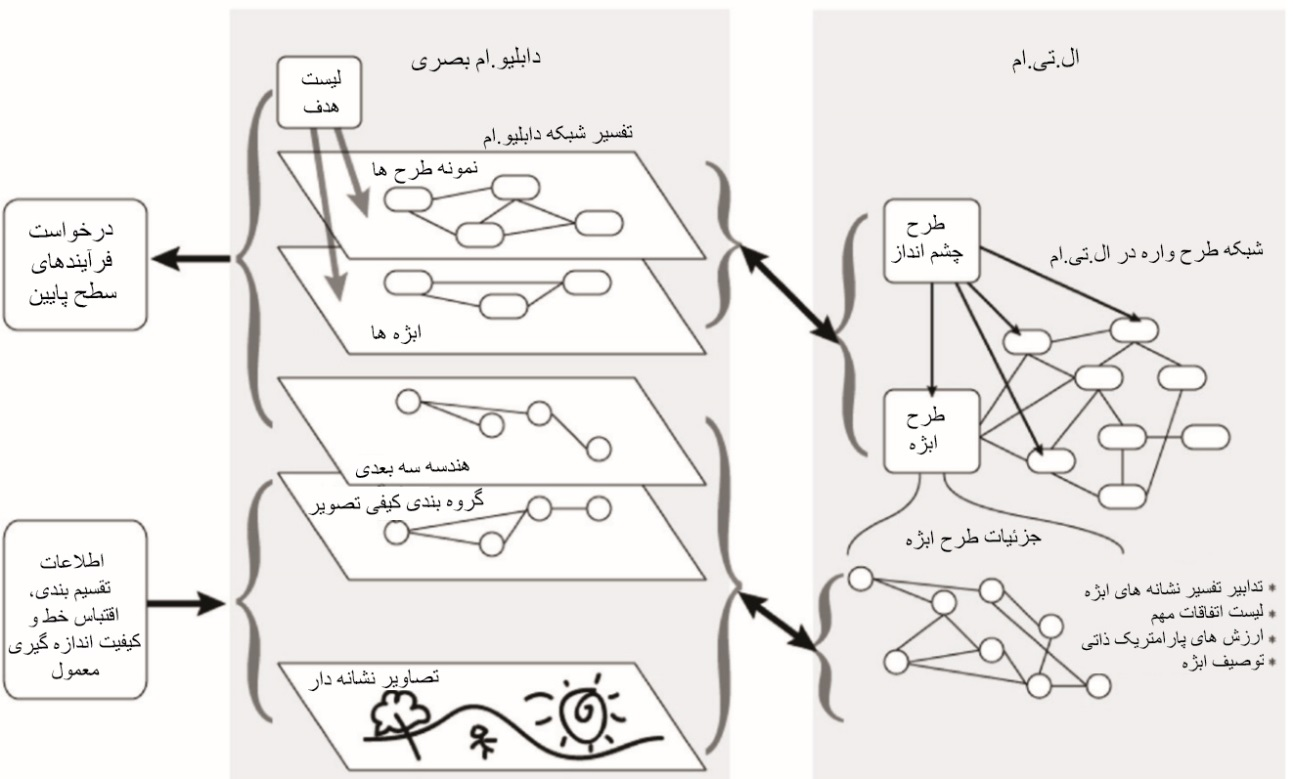 دابلیو.ام بصری
ال.تی.ام
لیست
هدف
تفسیر شبکه دابلیو.ام
نمونه طرح ها
ابژه ها
هندسه سه بعدی
گروه بندی کیفی تصویر
تصاویر نشانه دار
درخواست
فرآیندهای
سطح پایین
اطلاعات
تقسیم بندی،
اقتباس خط و
کیفیت اندازه گیری
معمول
طرح
چشم انداز
شبکه طرح واره در ال.تی.ام
طرح
ابژه
جزئیات طرح ابژه
* تدابیر تفسیر نشانه های ابژه
* لیست اتفاقات مهم
* ارزش های پارامتریک ذاتی
* توصیف ابژه